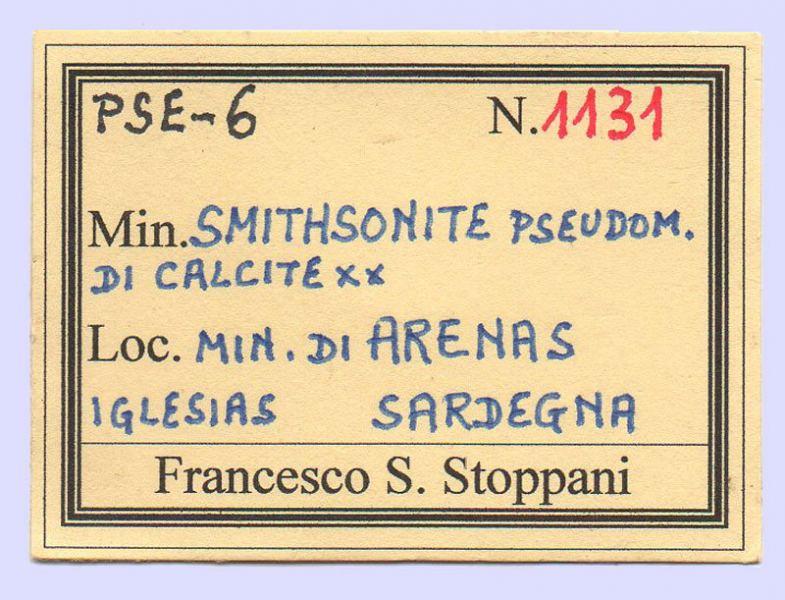 PSE-6 N.1131
Min. SMITHSONITE PSEUDOM.
DI CALCITE xx
Loc. MIN. DI ARENAS
IGLESIAS SARDEGNA
Francesco S. Stoppani